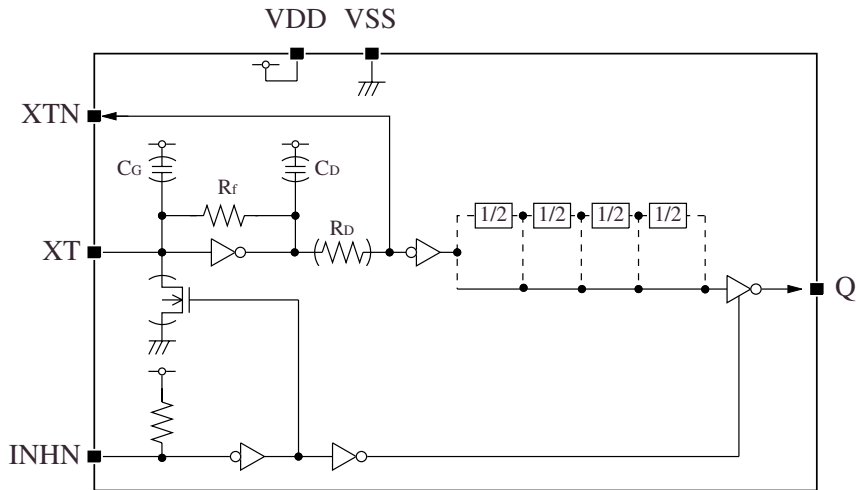 VDD VSS
XTN
CG CD
Rf
RD
1/2 1/2 1/2 1/2
XT
Q
INHN